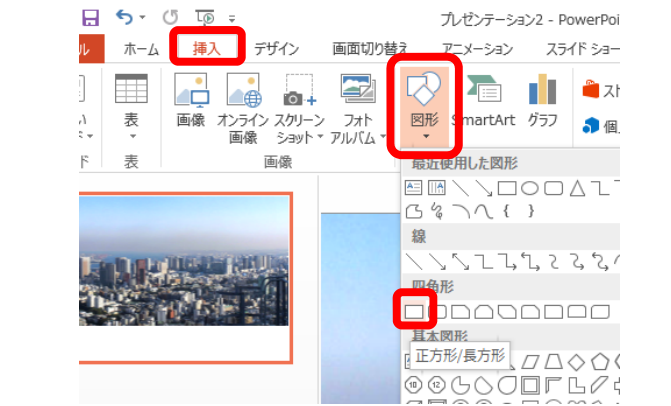 プレゼンテーション2 - PowerPoi
ル ホーム 挿入 デザイン 画面切り替え アニメーション スライド ショー
表 画像 オンライン 画像 スクリーン ショット フォト アルバム 図形 SmartArt グラフ スト
個人
ド 表 画像
最近使用した図形
線
四角形
基本図形
正方形/長方形